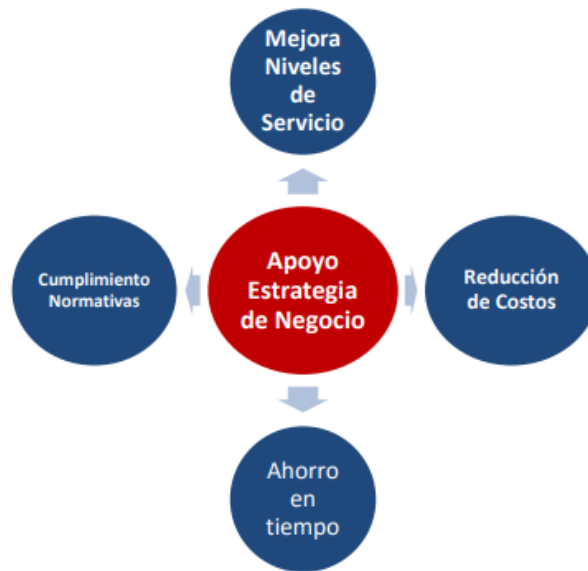 Mejora
Niveles
de
Servicio
Cumplimiento
Normativas
Apoyo
Estrategia
de Negocio
Reducción
de Costos
Ahorro
en
tiempo